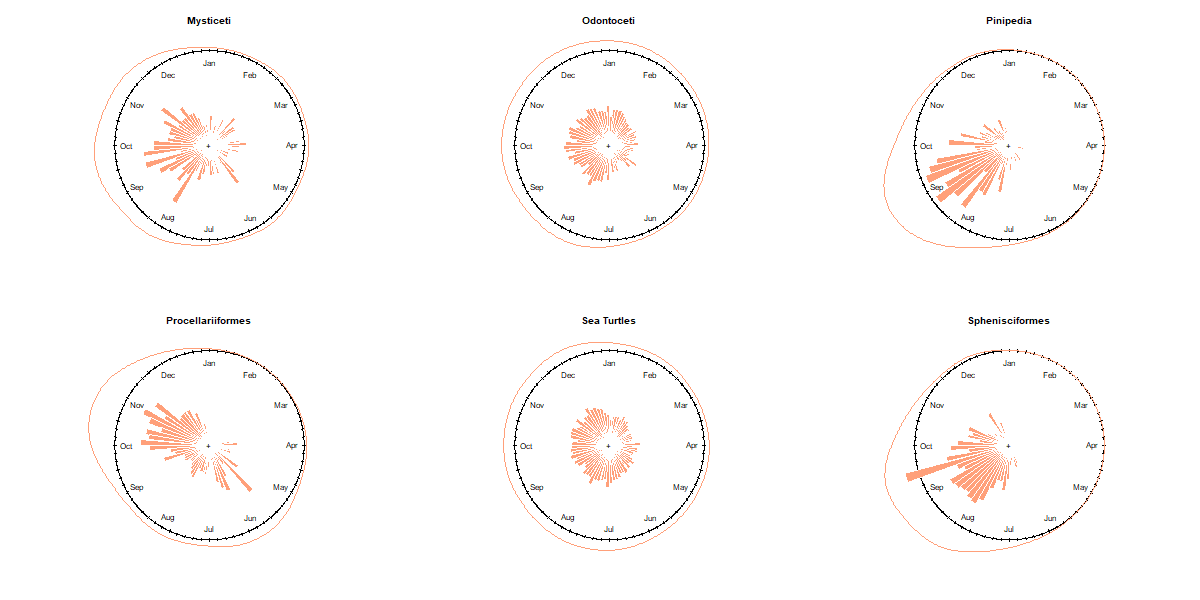 Mysticeti
Jan
Feb
Mar
Apr
May
Jun
Jul
Aug
Sep
Oct
Nov
Dec
Odontoceti
Jan
Feb
Mar
Apr
May
Jun
Jul
Aug
Sep
Oct
Nov
Dec
Pinipedia
Jan
Feb
Mar
Apr
May
Jun
Jul
Aug
Sep
Oct
Nov
Dec
Procellariiformes
Jan
Feb
Mar
Apr
May
Jun
Jul
Aug
Sep
Oct
Nov
Dec
Sea Turtles
Jan
Feb
Mar
Apr
May
Jun
Jul
Aug
Sep
Oct
Nov
Dec
Sphenisciformes
Jan
Feb
Mar
Apr
May
Jun
Jul
Aug
Sep
Oct
Nov
Dec